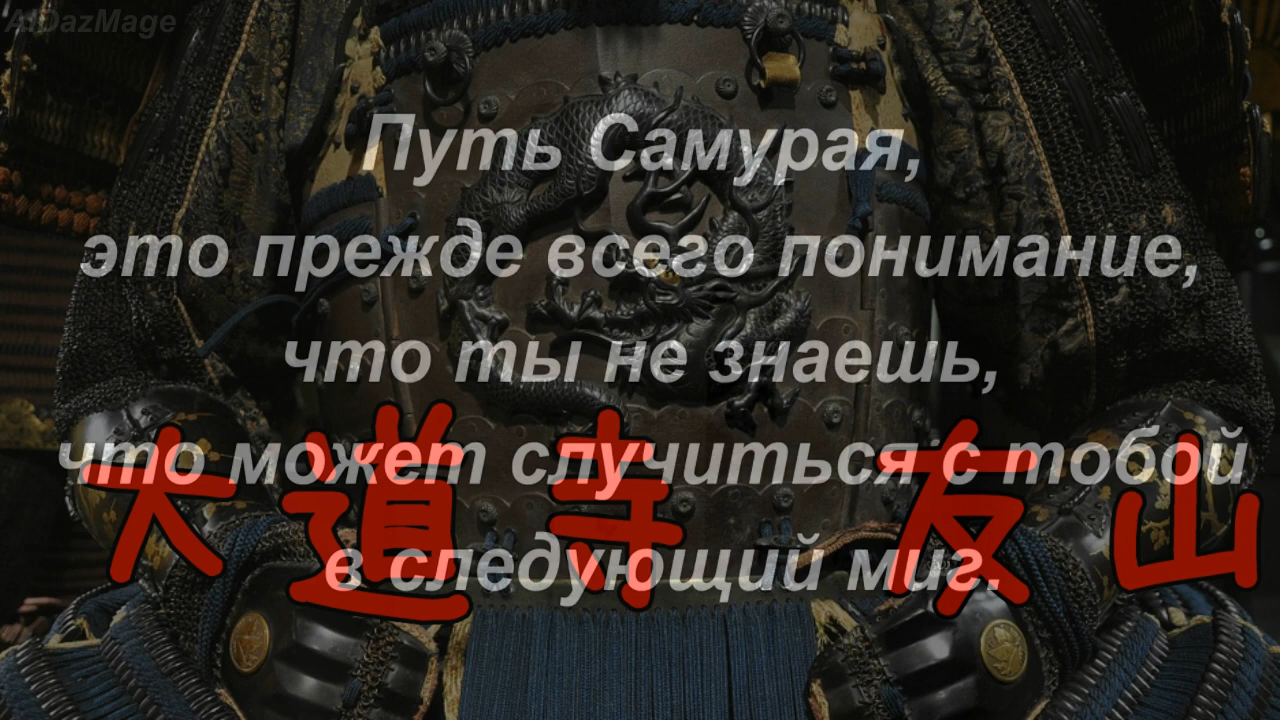 AIDazMage
Путь Самурая,
это прежде всего понимание,
что ты не знаешь,
что может случиться с тобой
大道寺 友山
в следующий миг.